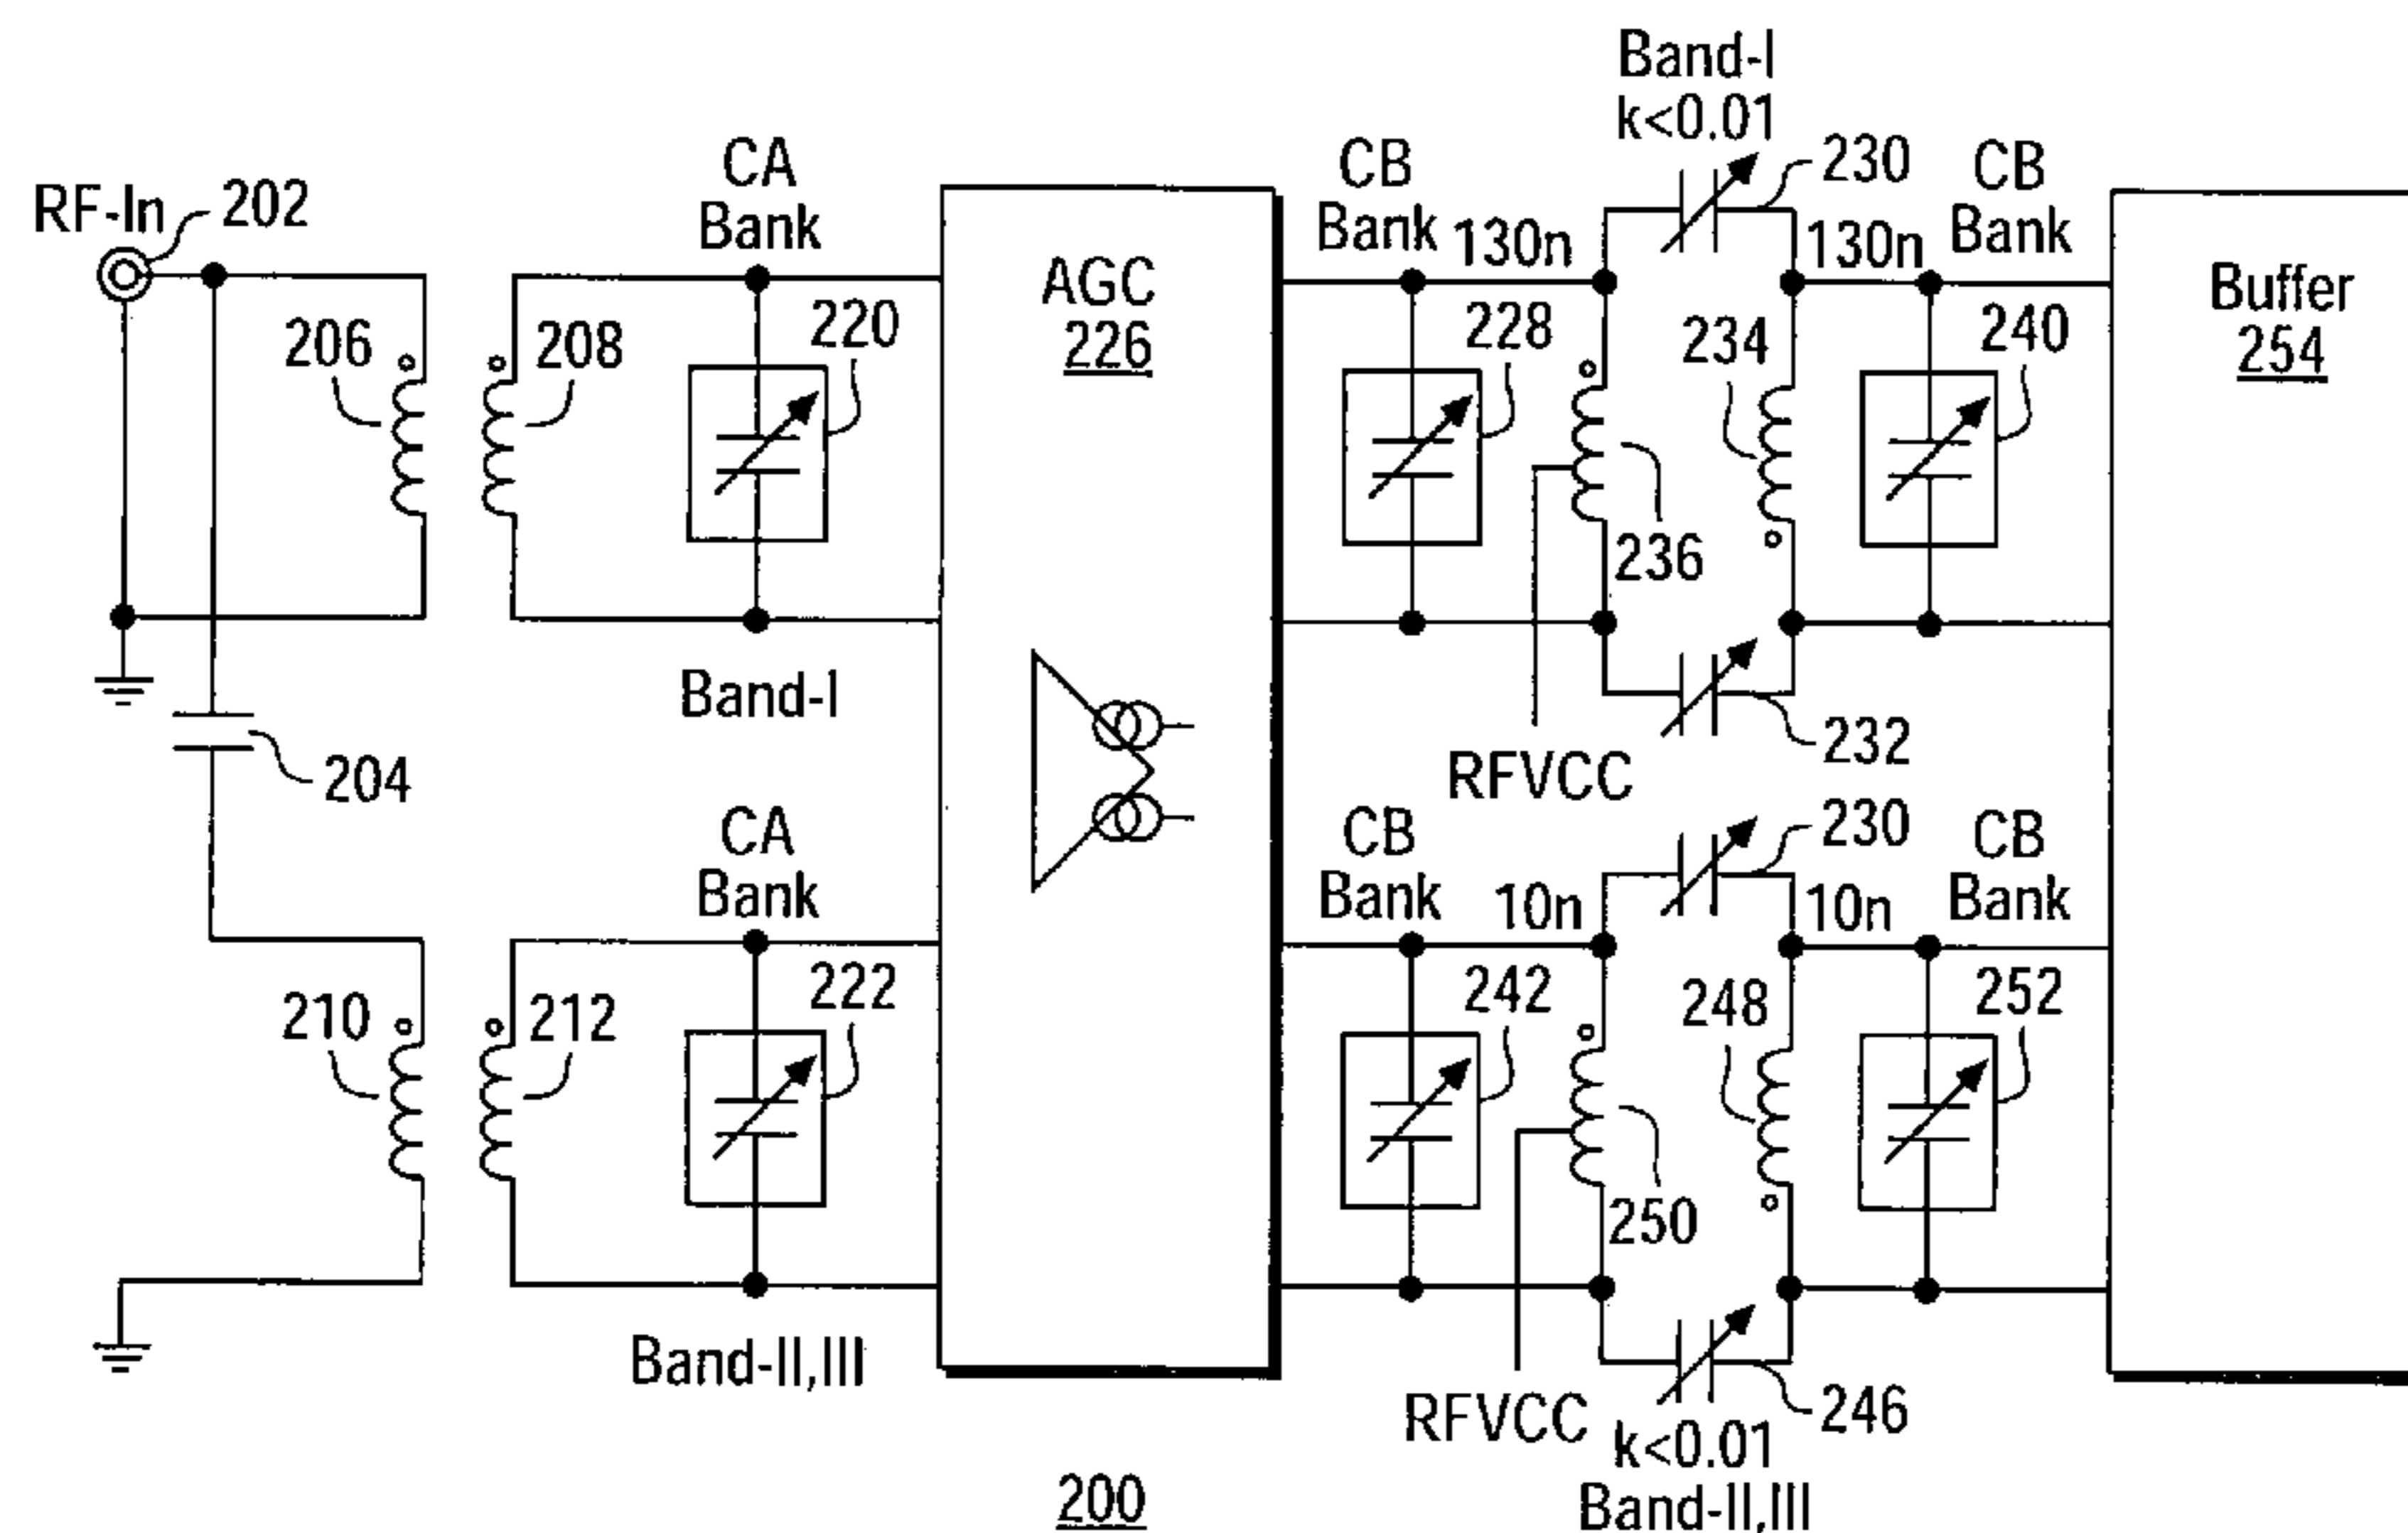 Band-I
k<0.01
RF-In
202
CA
Bank
CB
Bank
130n
230
130n
CB
Bank
206
208
220
AGC
226
228
236
234
240
Buffer
254
Band-I
204
RFVCC
232
CA
Bank
CB
Bank
10n
230
10n
CB
Bank
210
212
222
242
250
248
252
Band-II,III
RFVCC
k<0.01
Band-II,III
246
200